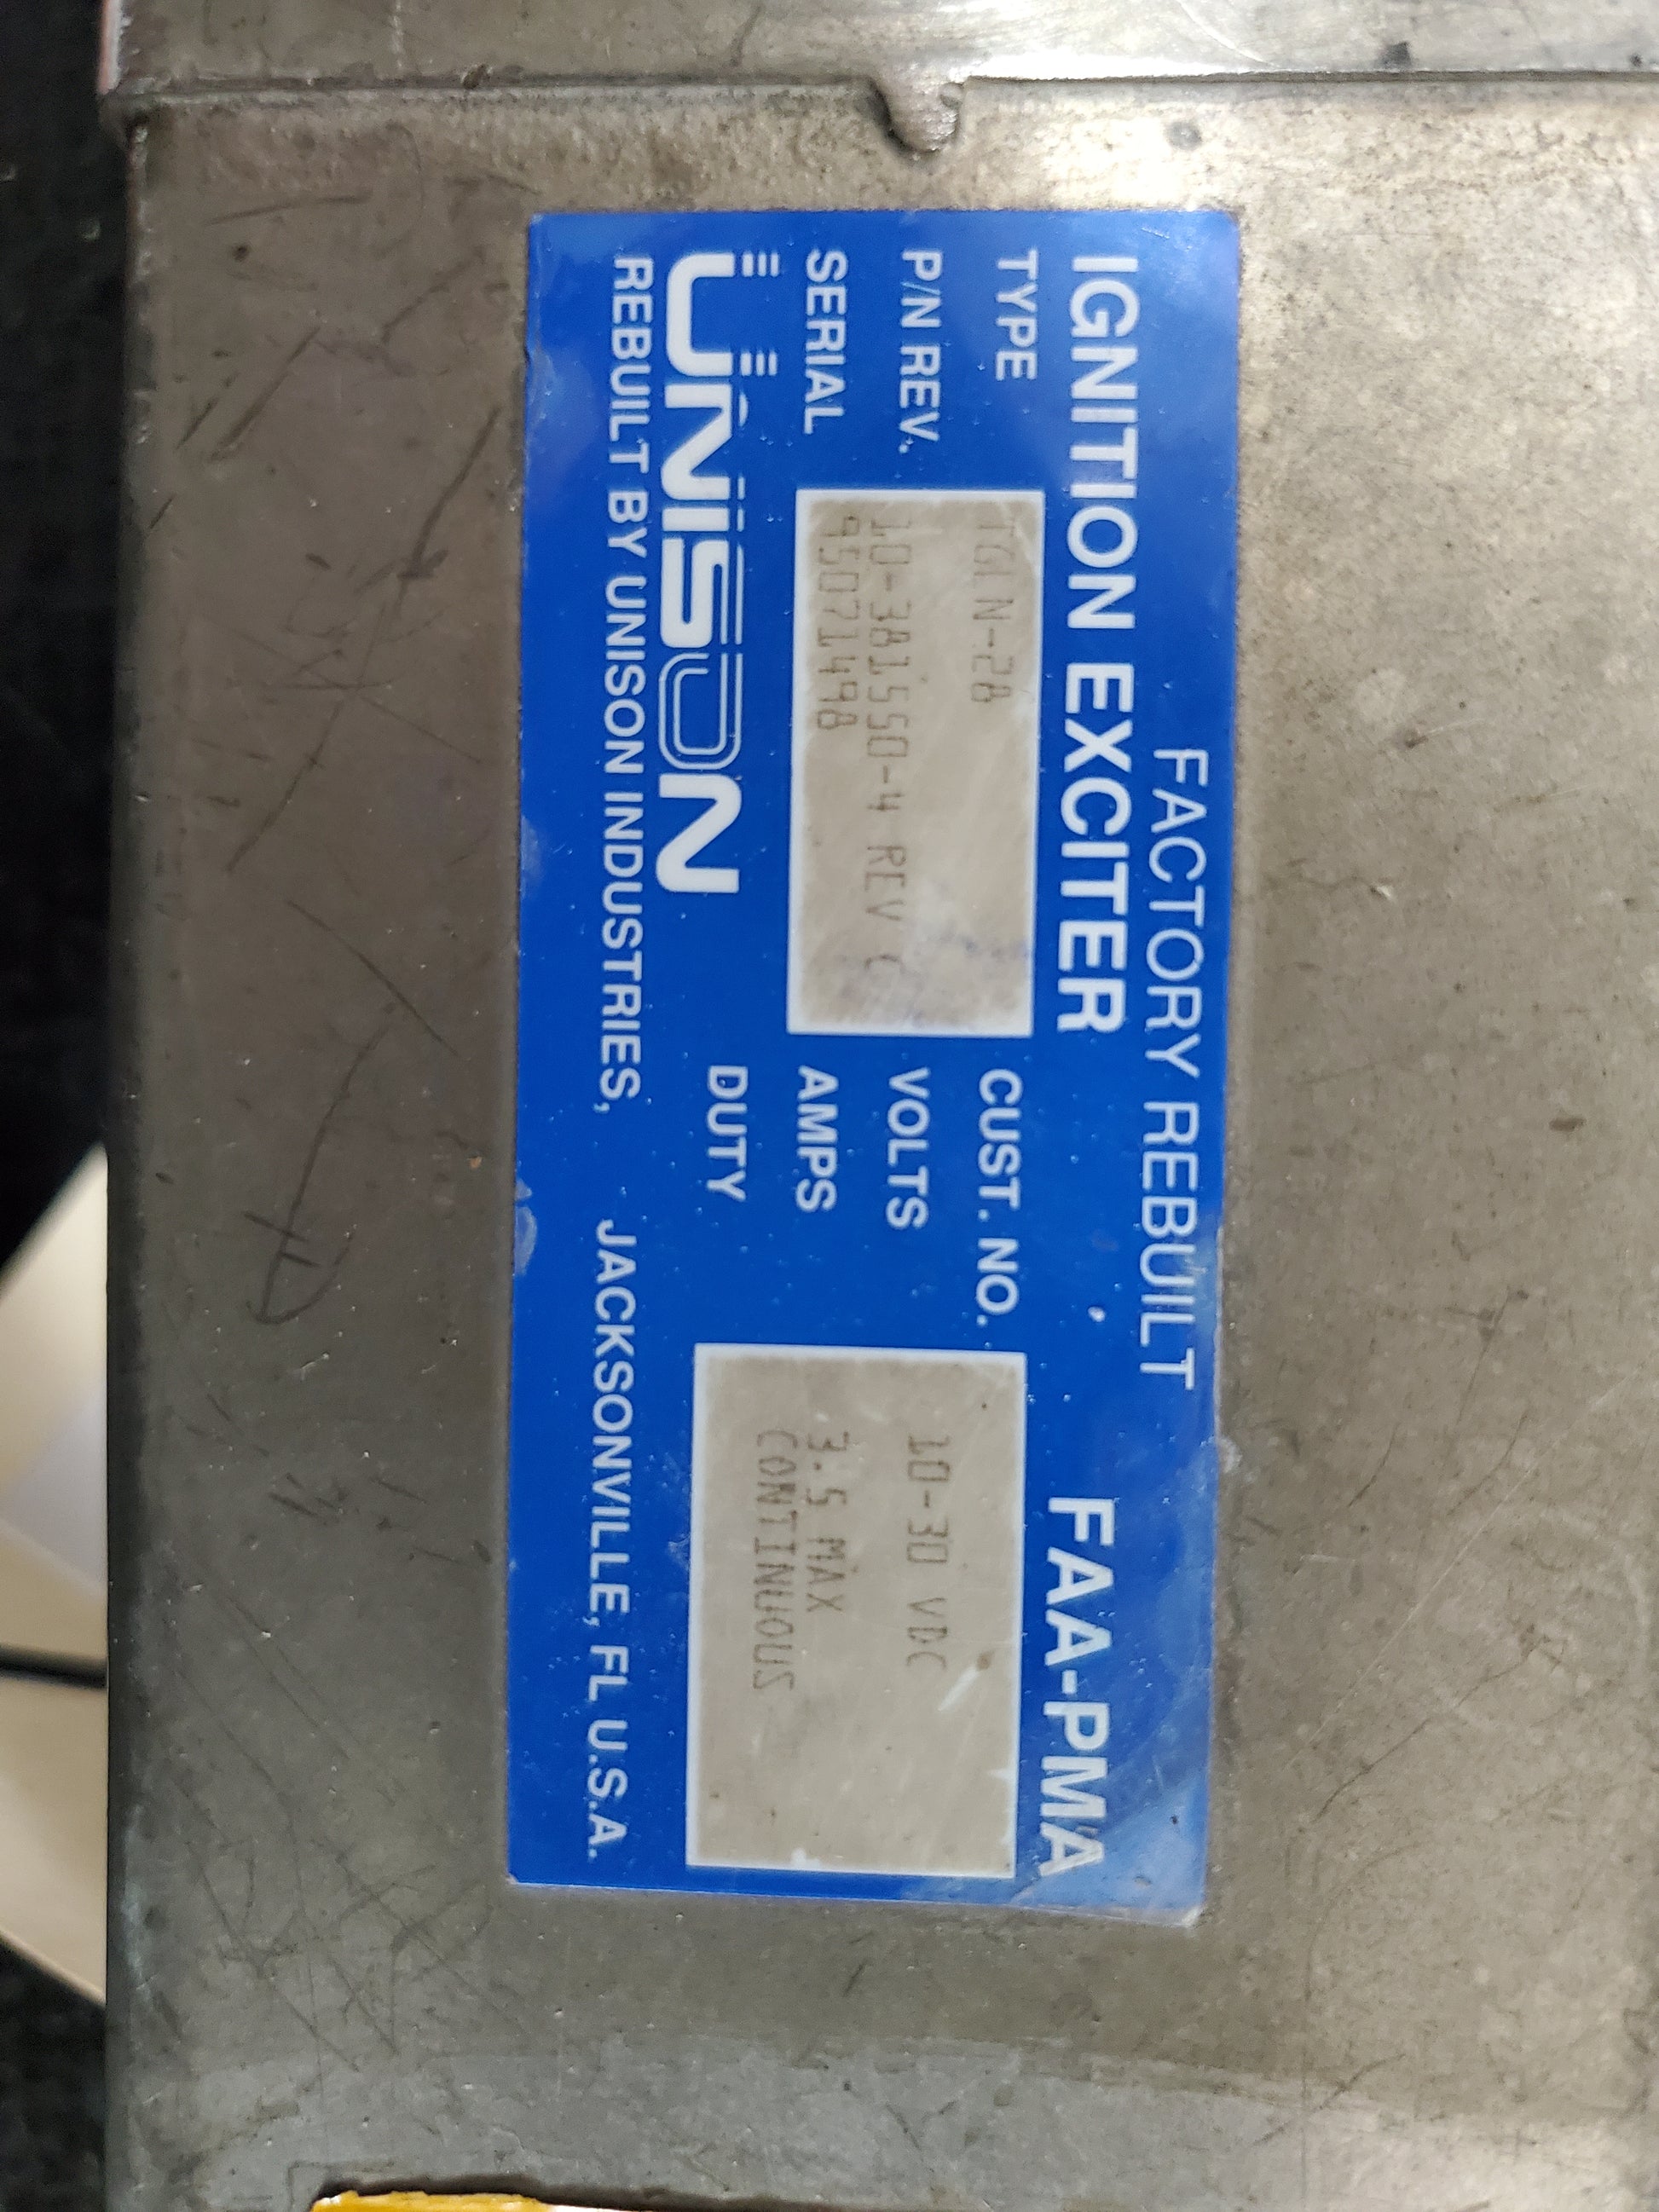 FACTORY REBUILT
IGNITION EXCITER FAA-PMA
TYPE TGLN-28
P/N REV. 10-381550-4 REV C
SERIAL 95071498
CUST. NO.
VOLTS 10-30 VDC
AMPS 3.5 MAX
DUTY CONTINUOUS
UNISON
REBUILT BY UNISON INDUSTRIES, JACKSONVILLE, FL U.S.A.